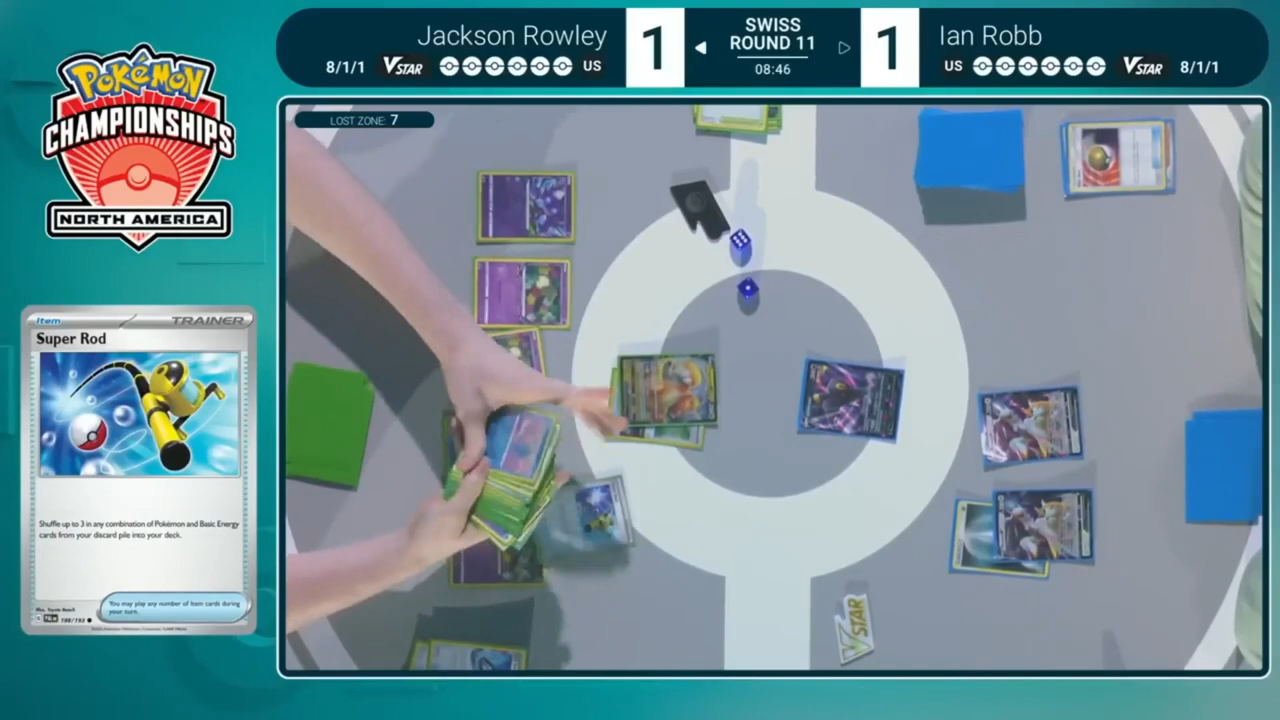 Jackson Rowley
1
SWISS
ROUND 11
08:46
1
Ian Robb
8/1/1
VSTAR
US
US
VSTAR
8/1/1
Pokémon
CHAMPIONSHIPS
NORTH AMERICA
LOST ZONE: 7
Item
TRAINER
Super Rod
Shuffle up to 3 in any combination of Pokémon and Basic Energy
cards from your discard pile into your deck.
You may play any number of Item cards during
your turn.
188/193
VSTAR